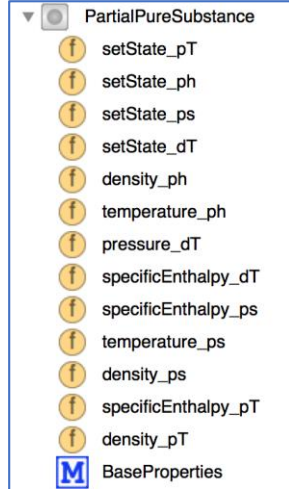 PartialPureSubstance
f setState_pT
f setState_ph
f setState_ps
f setState_dT
f density_ph
f temperature_ph
f pressure_dT
f specificEnthalpy_dT
f specificEnthalpy_ps
f temperature_ps
f density_ps
f specificEnthalpy_pT
f density_pT
M BaseProperties